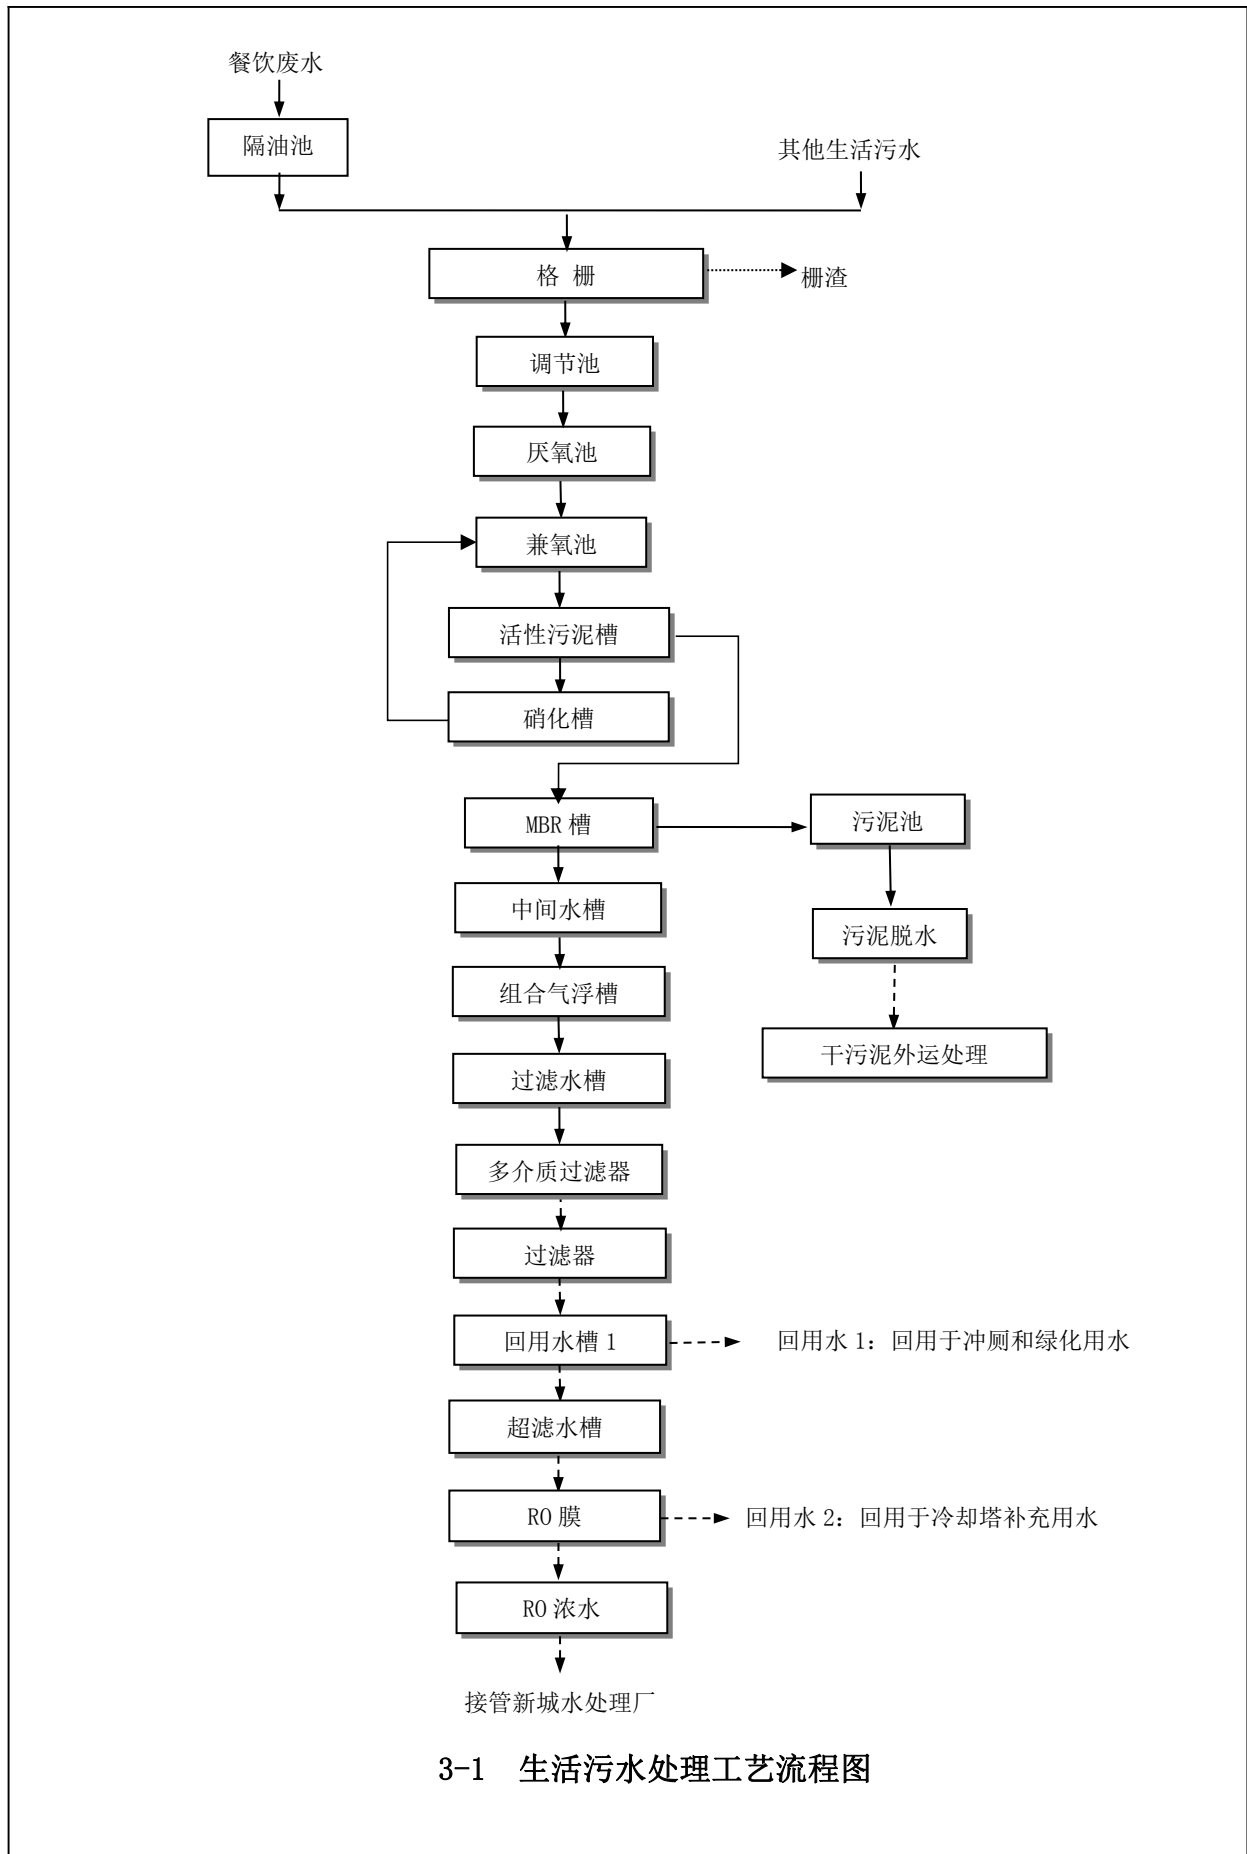 餐饮废水
隔油池
其他生活污水
格 栅
栅渣
调节池
厌氧池
兼氧池
活性污泥槽
硝化槽
MBR 槽
污泥池
中间水槽
污泥脱水
组合气浮槽
干污泥外运处理
过滤水槽
多介质过滤器
过滤器
回用水槽 1
回用水 1：回用于冲厕和绿化用水
超滤水槽
RO 膜
回用水 2：回用于冷却塔补充用水
RO 浓水
接管新城水处理厂
3-1 生活污水处理工艺流程图